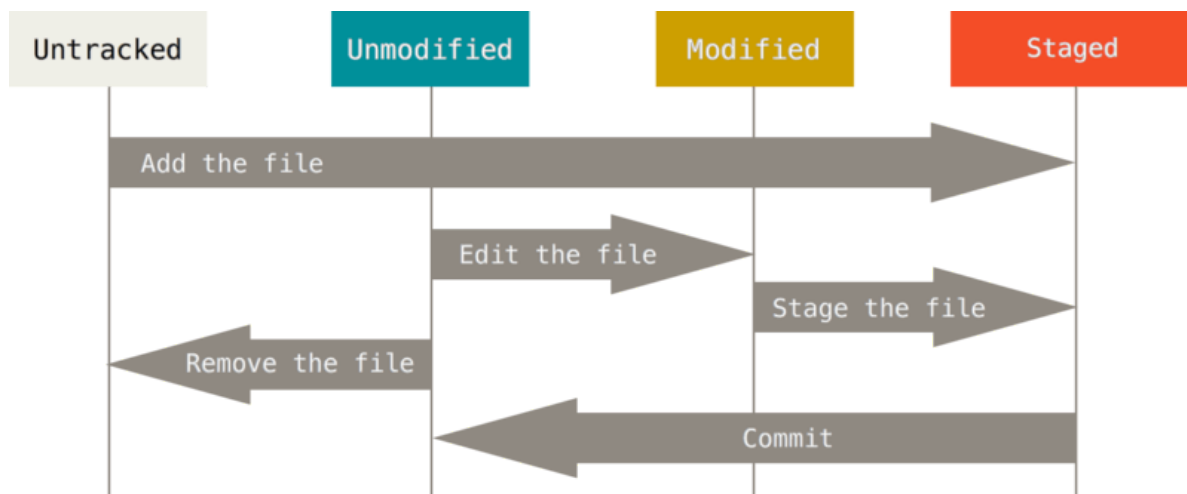 Untracked
Unmodified
Modified
Staged
Add the file
Edit the file
Stage the file
Remove the file
Commit